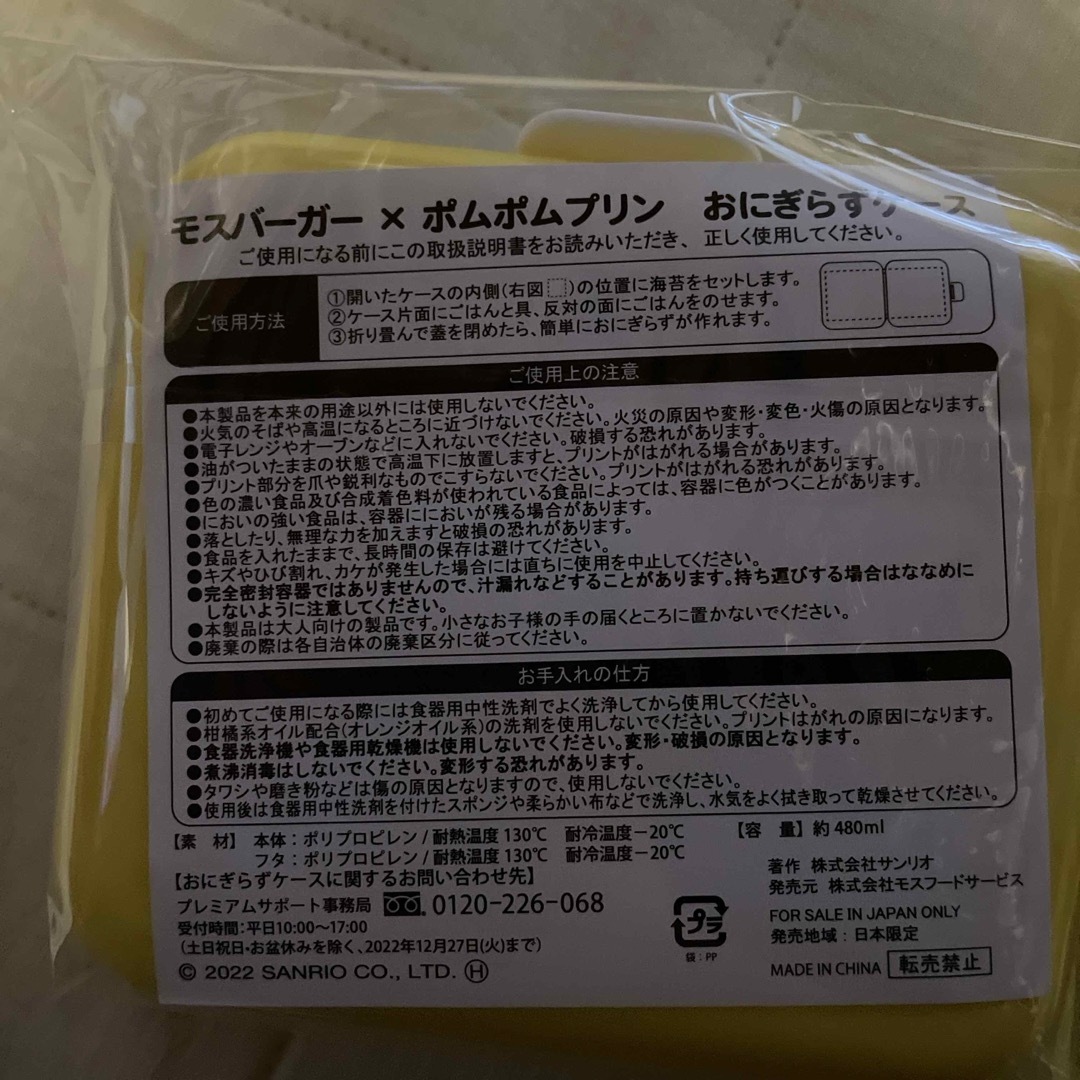 モスバーガー × ポムポムプリン　おにぎらずケース
ご使用になる前にこの取扱説明書をお読みいただき、正しく使用してください。
ご使用方法
①開いたケースの内側(右図⬚)の位置に海苔をセットします。
②ケース片面にごはんと具、反対の面にごはんをのせます。
③折り畳んで蓋を閉めたら、簡単におにぎらずが作れます。
ご使用上の注意
●本製品を本来の用途以外には使用しないでください。
●火気のそばや高温になるところに近づけないでください。火災の原因や変形・変色・火傷の原因となります。
●電子レンジやオーブンなどに入れないでください。破損する恐れがあります。
●油がついたままの状態で高温下に放置しますと、プリントがはがれる場合があります。
●プリント部分を爪や鋭利なものでこすらないでください。プリントがはがれる恐れがあります。
●色の濃い食品及び合成着色料が使われている食品によっては、容器に色がつくことがあります。
●においの強い食品は、容器ににおいが残る場合があります。
●落としたり、無理な力を加えますと破損の恐れがあります。
●食品を入れたままで、長時間の保存は避けてください。
●キズやひび割れ、カケが発生した場合には直ちに使用を中止してください。
●完全密封容器ではありませんので、汁漏れなどすることがあります。持ち運びする場合はななめに
しないように注意してください。
●本製品は大人向けの製品です。小さなお子様の手の届くところに置かないでください。
●廃棄の際は各自治体の廃棄区分に従ってください。
お手入れの仕方
●初めてご使用になる際には食器用中性洗剤でよく洗浄してから使用してください。
●柑橘系オイル配合(オレンジオイル系)の洗剤を使用しないでください。プリントはがれの原因になります。
●食器洗浄機や食器用乾燥機は使用しないでください。変形・破損の原因となります。
●煮沸消毒はしないでください。変形する恐れがあります。
●タワシや磨き粉などは傷の原因となりますので、使用しないでください。
●使用後は食器用中性洗剤を付けたスポンジや柔らかい布などで洗浄し、水気をよく拭き取って乾燥させてください。
【素　材】 本体：ポリプロピレン / 耐熱温度 130℃　耐冷温度－20℃　【容　量】 約 480ml
フタ：ポリプロピレン / 耐熱温度 130℃　耐冷温度－20℃
【おにぎらずケースに関するお問い合わせ先】
プレミアムサポート事務局 0120-226-068
受付時間：平日10:00～17:00
(土日祝日・お盆休みを除く、2022年12月27日(火)まで)
© 2022 SANRIO CO., LTD. Ⓗ
プラ
袋：PP
著作 株式会社サンリオ
発売元 株式会社モスフードサービス
FOR SALE IN JAPAN ONLY
発売地域：日本限定
MADE IN CHINA 転売禁止